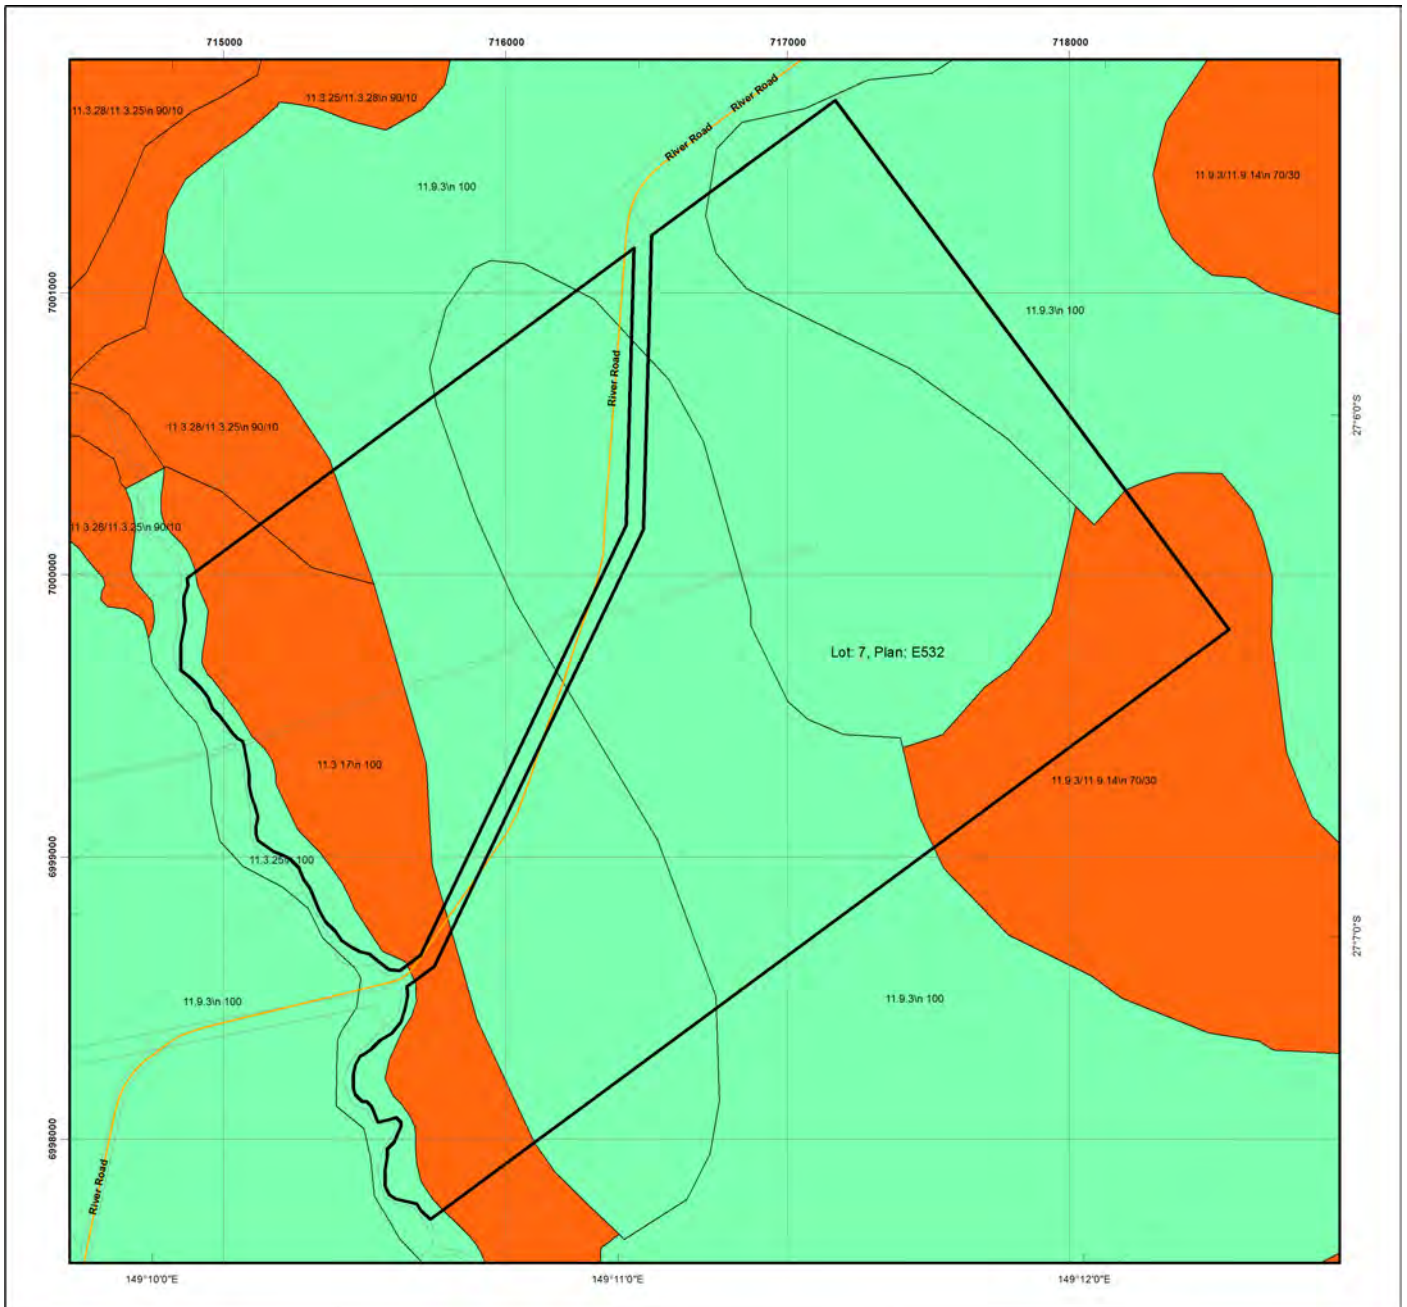 715000
716000
717000
718000
River Road
River Road
11.3.25/11.3.28\n 90/10
11.3.28/11.3.25\n 90/10
11.9.3\n 100
11.9.3/11.9.14\n 70/30
7001000
11.9.3\n 100
River Road
27°6'0"S
11.3.28/11.3.25\n 90/10
11.3.28/11.3.25\n 90/10
7000000
Lot: 7, Plan: E532
11.3.17\n 100
11.9.3/11.9.14\n 70/30
6999000
11.3.25\n 100
27°7'0"S
11.9.3\n 100
11.9.3\n 100
6998000
River Road
149°10'0"E
149°11'0"E
149°12'0"E